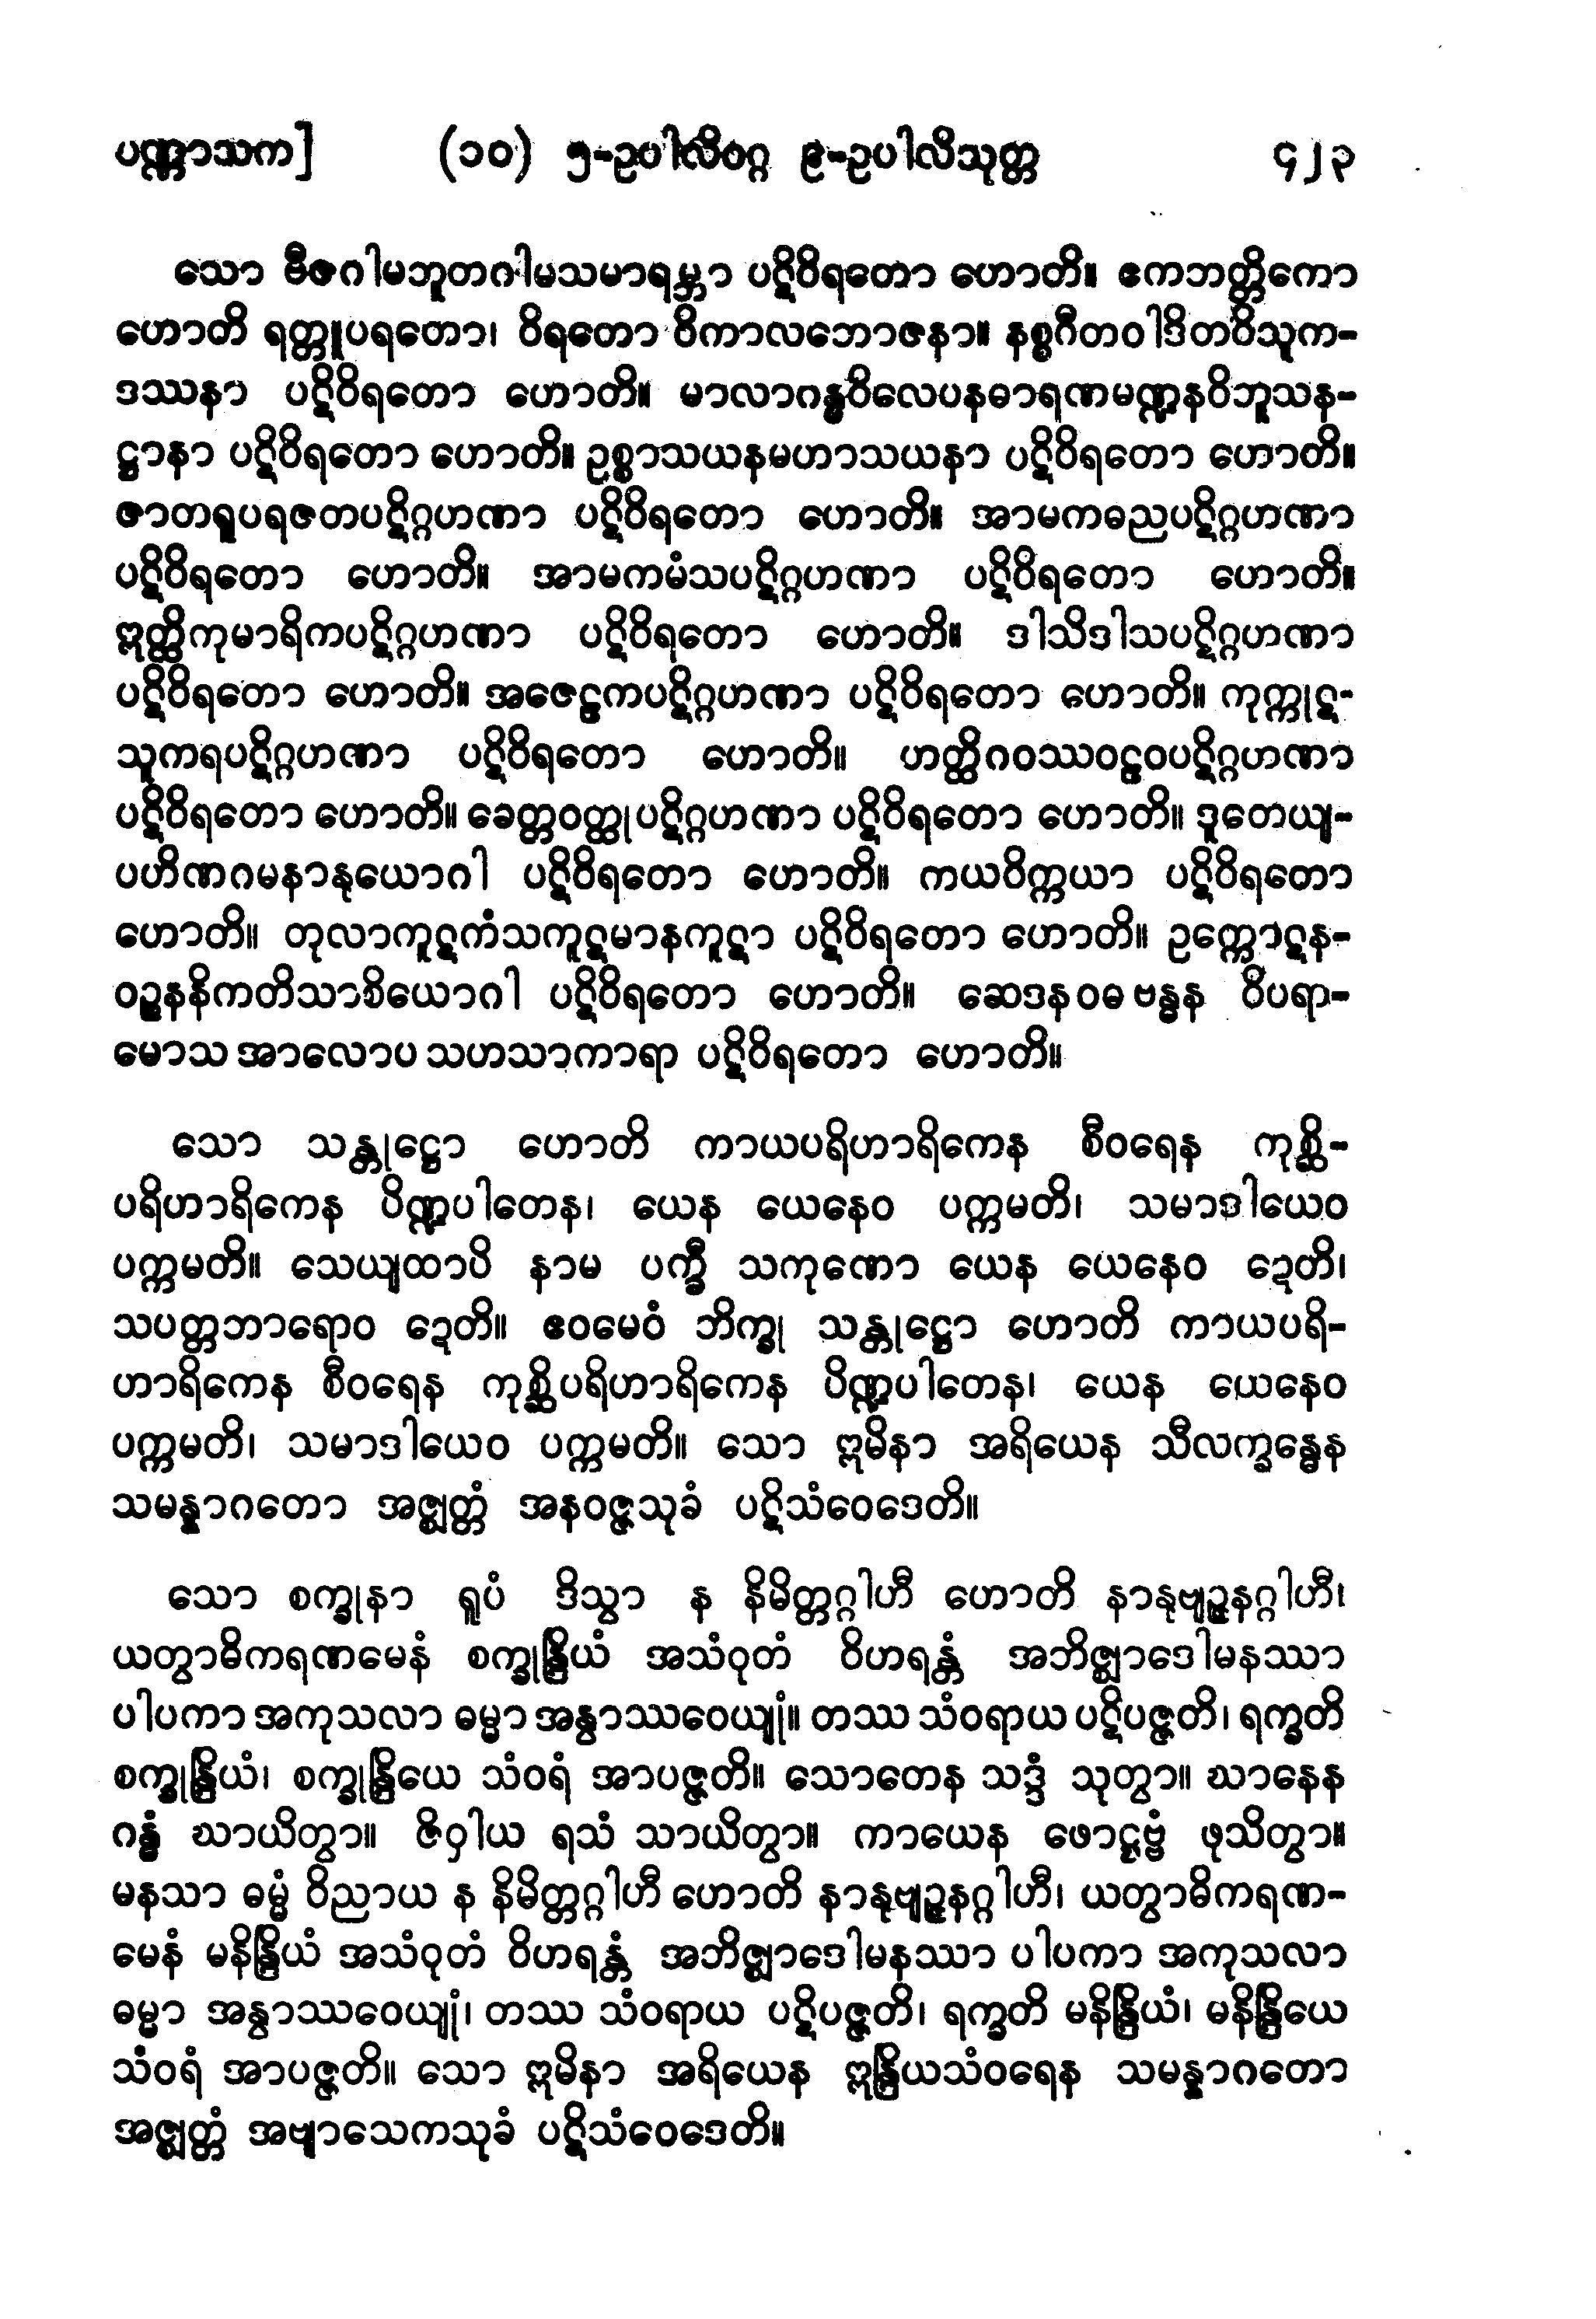 ပဏ္ဏာသက] (၁၀) ၅-ဥပါလိဝဂ္ဂ ၉-ဥပါလိသုတ္တ ၄၂၃
သော ဗီဇဂါမဘူတဂါမသမာရမ္ဘာ ပဋိဝိရတော ဟောတိ။ ဧကဘတ္တိကော
ဟောတိ ရတ္တူပရတော၊ ဝိရတော ဝိကာလဘောဇနာ။ နစ္စဂီတဝါဒိတဝိသူက-
ဒဿနာ ပဋိဝိရတော ဟောတိ။ မာလာဂန္ဓဝိလေပနဓာရဏမဏ္ဍနဝိဘူသန-
ဋ္ဌာနာ ပဋိဝိရတော ဟောတိ။ ဥစ္စာသယနမဟာသယနာ ပဋိဝိရတော ဟောတိ။
ဇာတရူပရဇတပဋိဂ္ဂဟဏာ ပဋိဝိရတော ဟောတိ။ အာမကဓညပဋိဂ္ဂဟဏာ
ပဋိဝိရတော ဟောတိ။ အာမကမံသပဋိဂ္ဂဟဏာ ပဋိဝိရတော ဟောတိ။
ဣတ္ထိကုမာရိကပဋိဂ္ဂဟဏာ ပဋိဝိရတော ဟောတိ။ ဒါသိဒါသပဋိဂ္ဂဟဏာ
ပဋိဝိရတော ဟောတိ။ အဇေဠကပဋိဂ္ဂဟဏာ ပဋိဝိရတော ဟောတိ။ ကုက္ကုဋ-
သူကရပဋိဂ္ဂဟဏာ ပဋိဝိရတော ဟောတိ။ ဟတ္ထိဂဝဿဝဠဝပဋိဂ္ဂဟဏာ
ပဋိဝိရတော ဟောတိ။ ခေတ္တဝတ္ထုပဋိဂ္ဂဟဏာ ပဋိဝိရတော ဟောတိ။ ဒူတေယျ-
ပဟိဏဂမနာနုယောဂါ ပဋိဝိရတော ဟောတိ။ ကယဝိက္ကယာ ပဋိဝိရတော
ဟောတိ။ တုလာကူဋကံသကူဋမာနကူဋာ ပဋိဝိရတော ဟောတိ။ ဥက္ကောဋန-
ဝဉ္စနနိကတိသာစိယောဂါ ပဋိဝိရတော ဟောတိ။ ဆေဒနဝဓ ဗန္ဓန ဝိပရာ-
မောသ အာလောပ သဟသာကာရာ ပဋိဝိရတော ဟောတိ။
သော သန္တုဋ္ဌော ဟောတိ ကာယပရိဟာရိကေန စီဝရေန ကုစ္ဆိ-
ပရိဟာရိကေန ပိဏ္ဍပါတေန၊ ယေန ယေနေဝ ပက္ကမတိ၊ သမာဒါယေဝ
ပက္ကမတိ။ သေယျထာပိ နာမ ပက္ခီ သကုဏော ယေန ယေနေဝ ဍေတိ၊
သပတ္တဘာရောဝ ဍေတိ။ ဧဝမေဝံ ဘိက္ခု သန္တုဋ္ဌော ဟောတိ ကာယပရိ-
ဟာရိကေန စီဝရေန ကုစ္ဆိပရိဟာရိကေန ပိဏ္ဍပါတေန၊ ယေန ယေနေဝ
ပက္ကမတိ၊ သမာဒါယေဝ ပက္ကမတိ။ သော ဣမိနာ အရိယေန သီလက္ခန္ဓေန
သမန္နာဂတော အဇ္ဈတ္တံ အနဝဇ္ဇသုခံ ပဋိသံဝေဒေတိ။
သော စက္ခုနာ ရူပံ ဒိသွာ န နိမိတ္တဂ္ဂါဟီ ဟောတိ နာနုဗျဉ္ဇနဂ္ဂါဟီ၊
ယတွာဓိကရဏမေနံ စက္ခုန္ဒြိယံ အသံဝုတံ ဝိဟရန္တံ အဘိဇ္ဈာဒေါမနဿာ
ပါပကာ အကုသလာ ဓမ္မာ အနွာဿဝေယျုံ။ တဿ သံဝရာယ ပဋိပဇ္ဇတိ၊ ရက္ခတိ
စက္ခုန္ဒြိယံ၊ စက္ခုန္ဒြိယေ သံဝရံ အာပဇ္ဇတိ။ သောတေန သဒ္ဒံ သုတွာ။ ဃာနေန
ဂန္ဓံ ဃာယိတွာ။ ဇိဝှါယ ရသံ သာယိတွာ။ ကာယေန ဖောဋ္ဌဗ္ဗံ ဖုသိတွာ။
မနသာ ဓမ္မံ ဝိညာယ န နိမိတ္တဂ္ဂါဟီ ဟောတိ နာနုဗျဉ္ဇနဂ္ဂါဟီ၊ ယတွာဓိကရဏ-
မေနံ မနိန္ဒြိယံ အသံဝုတံ ဝိဟရန္တံ အဘိဇ္ဈာဒေါမနဿာ ပါပကာ အကုသလာ
ဓမ္မာ အနွာဿဝေယျုံ၊ တဿ သံဝရာယ ပဋိပဇ္ဇတိ၊ ရက္ခတိ မနိန္ဒြိယံ၊ မနိန္ဒြိယေ
သံဝရံ အာပဇ္ဇတိ။ သော ဣမိနာ အရိယေန ဣန္ဒြိယသံဝရေန သမန္နာဂတော
အဇ္ဈတ္တံ အဗျာသေကသုခံ ပဋိသံဝေဒေတိ။